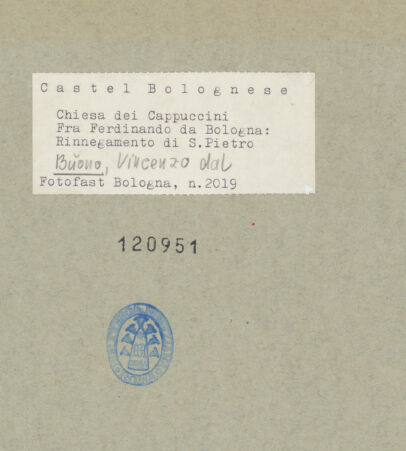 Castel Bolognese
Chiesa dei Cappuccini
Fra Ferdinando da Bologna:
Rinnegamento di S.Pietro
Buono, Vincenzo dal
Fotofast Bologna, n.2019
120951